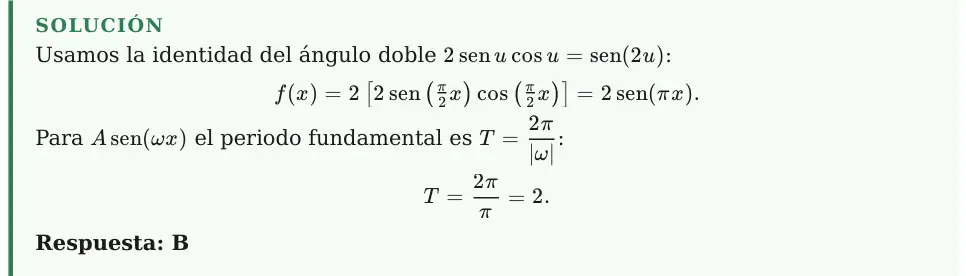 SOLUCIÓN
Usamos la identidad del ángulo doble 2 sen u cos u = sen(2u):
f(x) = 2 [2 sen (π/2 x) cos (π/2 x)] = 2 sen(πx).
Para A sen(ωx) el periodo fundamental es T = 2π/|ω|:
T = 2π/π = 2.
Respuesta: B